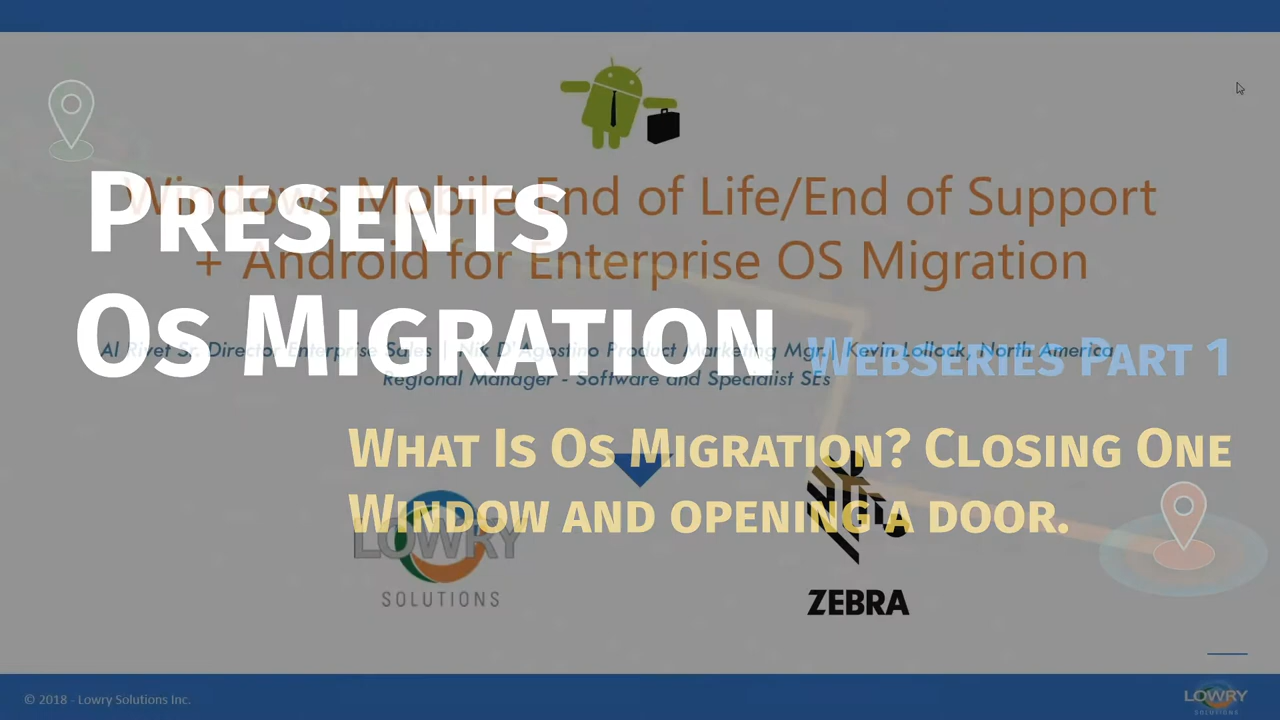 Windows Mobile End of Life/End of Support
PRESENTS
+ Android for Enterprise OS Migration
OS MIGRATION WEBSERIES PART 1
Al Rivet Sr. Director Enterprise Sales | Nik D'Agostino Product Marketing Mgr.| Kevin Lollock, North America
Regional Manager - Software and Specialist SEs
WHAT IS OS MIGRATION? CLOSING ONE
WINDOW AND OPENING A DOOR.
LOWRY
SOLUTIONS
ZEBRA
© 2018 - Lowry Solutions Inc.
LOWRY
SOLUTIONS